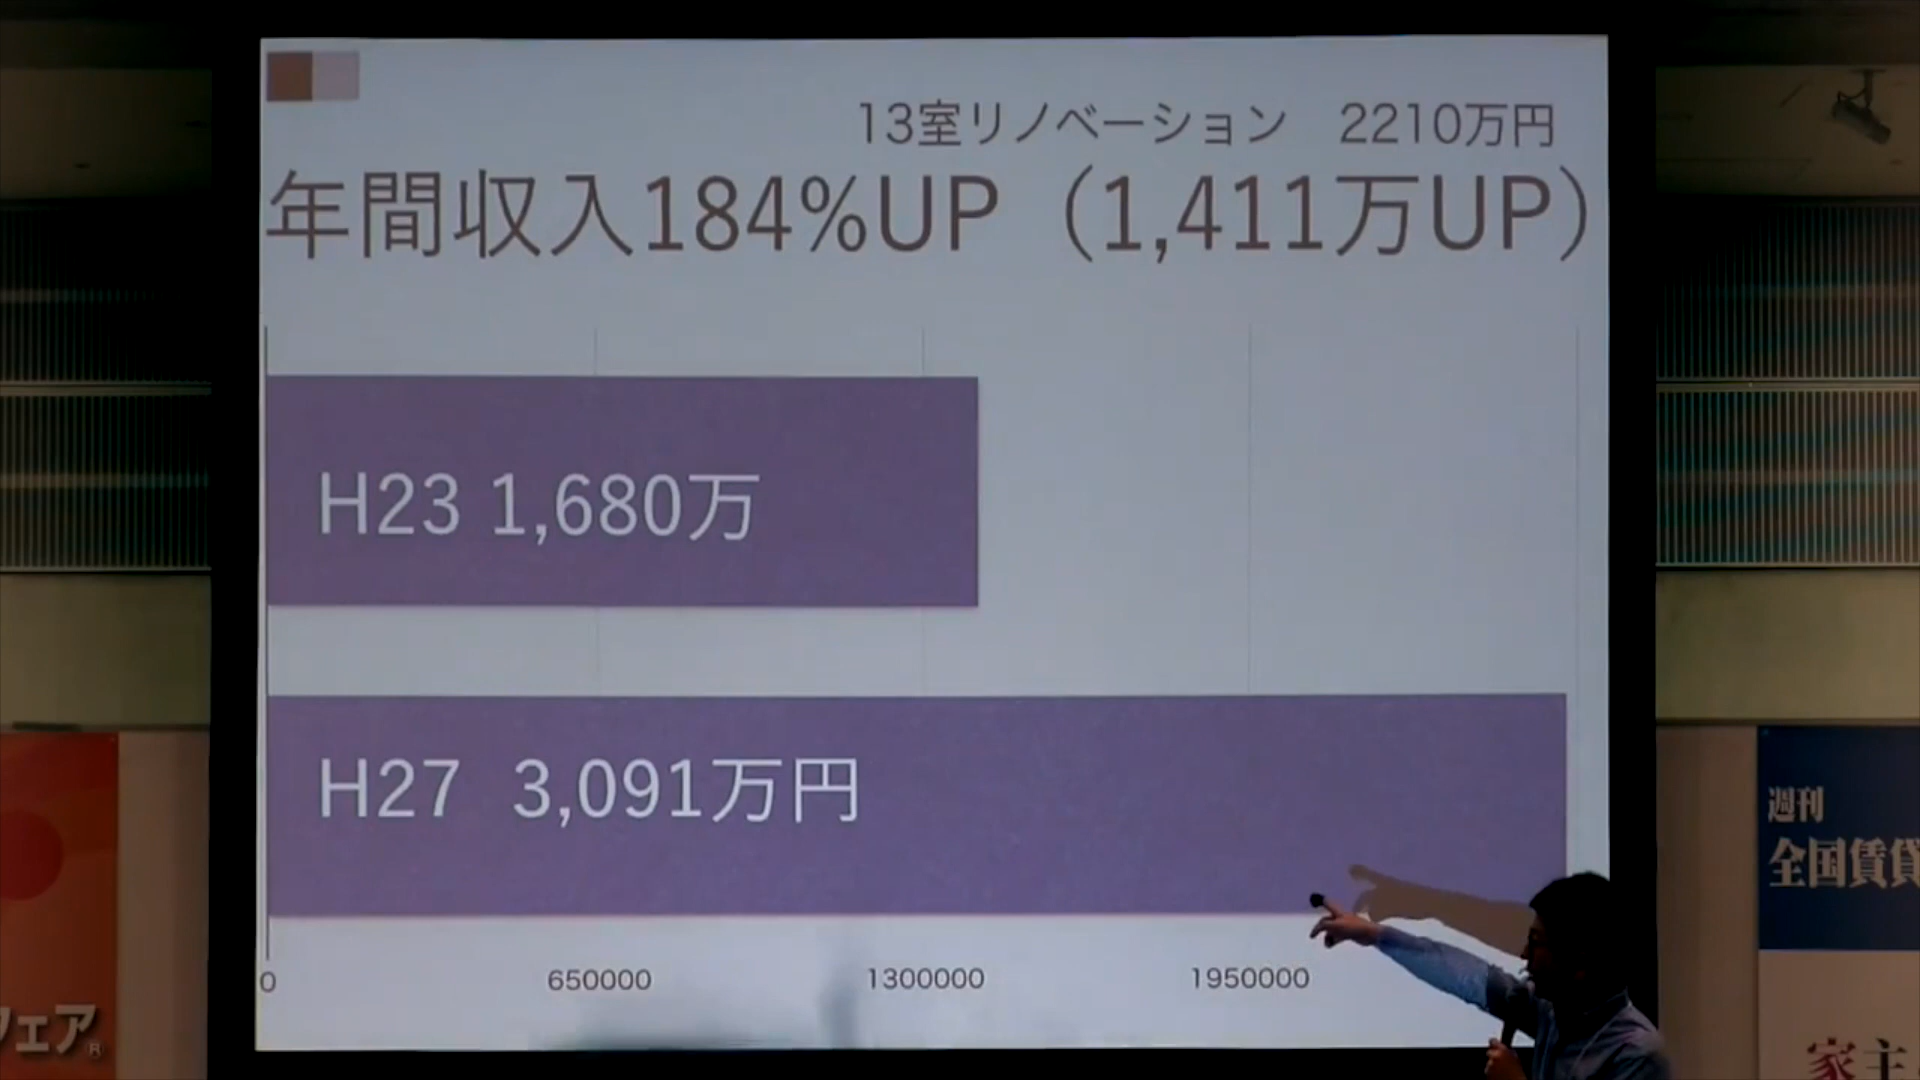 13室リノベーション 2210万円
年間収入184%UP（1,411万UP）
H23 1,680万
H27 3,091万円
0 650000 1300000 1950000
フェア®
週刊
全国賃貸
家主